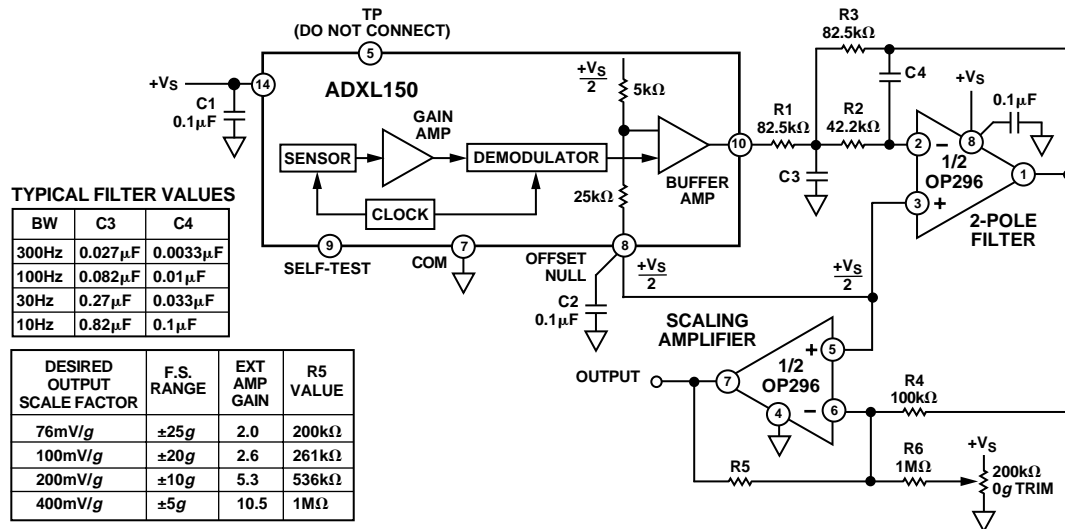 TP
(DO NOT CONNECT)
5
R3
82.5kΩ
+VS
14
C1
0.1µF
ADXL150
+VS
2
5kΩ
GAIN
AMP
SENSOR
DEMODULATOR
CLOCK
25kΩ
BUFFER
AMP
10
R1
82.5kΩ
R2
42.2kΩ
C4
C3
+VS
0.1µF
2
–
8
1/2
OP296
1
3
+
2-POLE
FILTER
9
SELF-TEST
7
COM
8
OFFSET
NULL
+VS
2
C2
0.1µF
+VS
2
TYPICAL FILTER VALUES
BW C3 C4
300Hz 0.027µF 0.0033µF
100Hz 0.082µF 0.01µF
30Hz 0.27µF 0.033µF
10Hz 0.82µF 0.1µF
DESIRED
OUTPUT
SCALE FACTOR
F.S.
RANGE
EXT
AMP
GAIN
R5
VALUE
76mV/g ±25g 2.0 200kΩ
100mV/g ±20g 2.6 261kΩ
200mV/g ±10g 5.3 536kΩ
400mV/g ±5g 10.5 1MΩ
SCALING
AMPLIFIER
OUTPUT
7
+
5
1/2
OP296
4
–
6
R4
100kΩ
R5
R6
1MΩ
+VS
200kΩ
0g TRIM